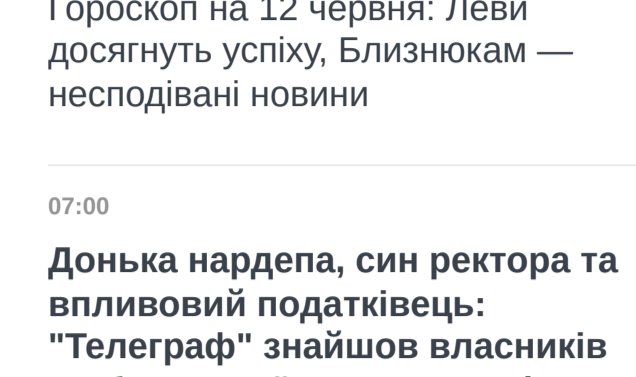 Гороскоп на 12 червня: Леви
досягнуть успіху, Близнюкам —
несподівані новини
07:00
Донька нардепа, син ректора та
впливовий податківець:
"Телеграф" знайшов власників